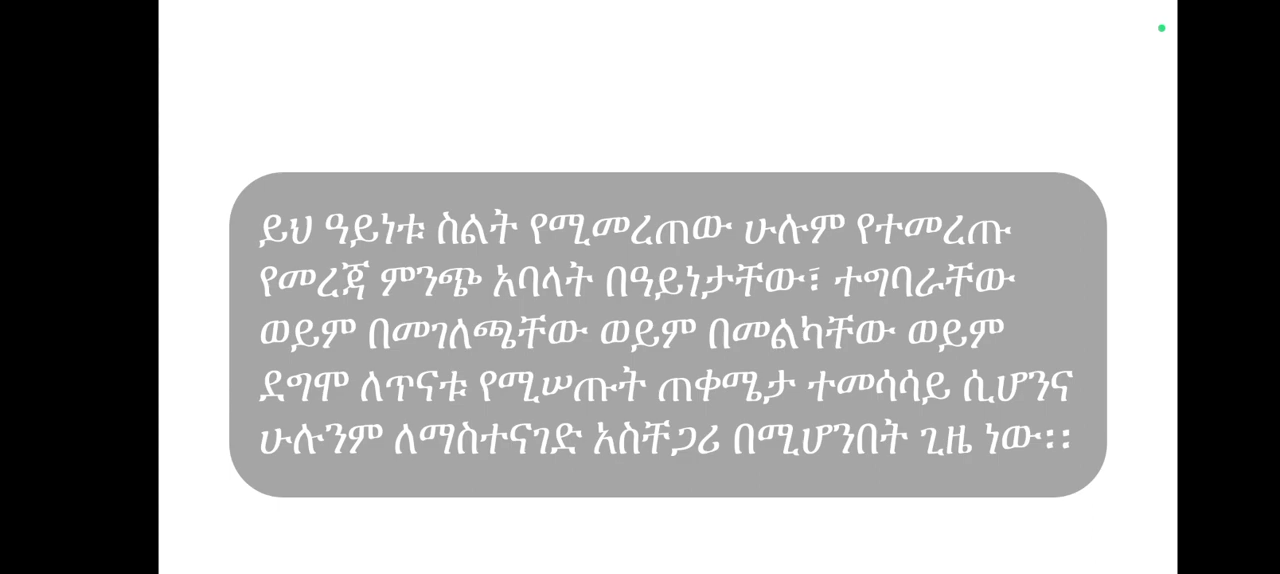 ይህ ዓይነቱ ስልት የሚመረጠው ሁሉም የተመረጡ
የመረጃ ምንጭ አባላት በዓይነታቸው፣ ተግባራቸው
ወይም በመገለጫቸው ወይም በመልካቸው ወይም
ደግሞ ለጥናቱ የሚሠጡት ጠቀሜታ ተመሳሳይ ሲሆንና
ሁሉንም ለማስተናገድ አስቸጋሪ በሚሆንበት ጊዜ ነው፡፡